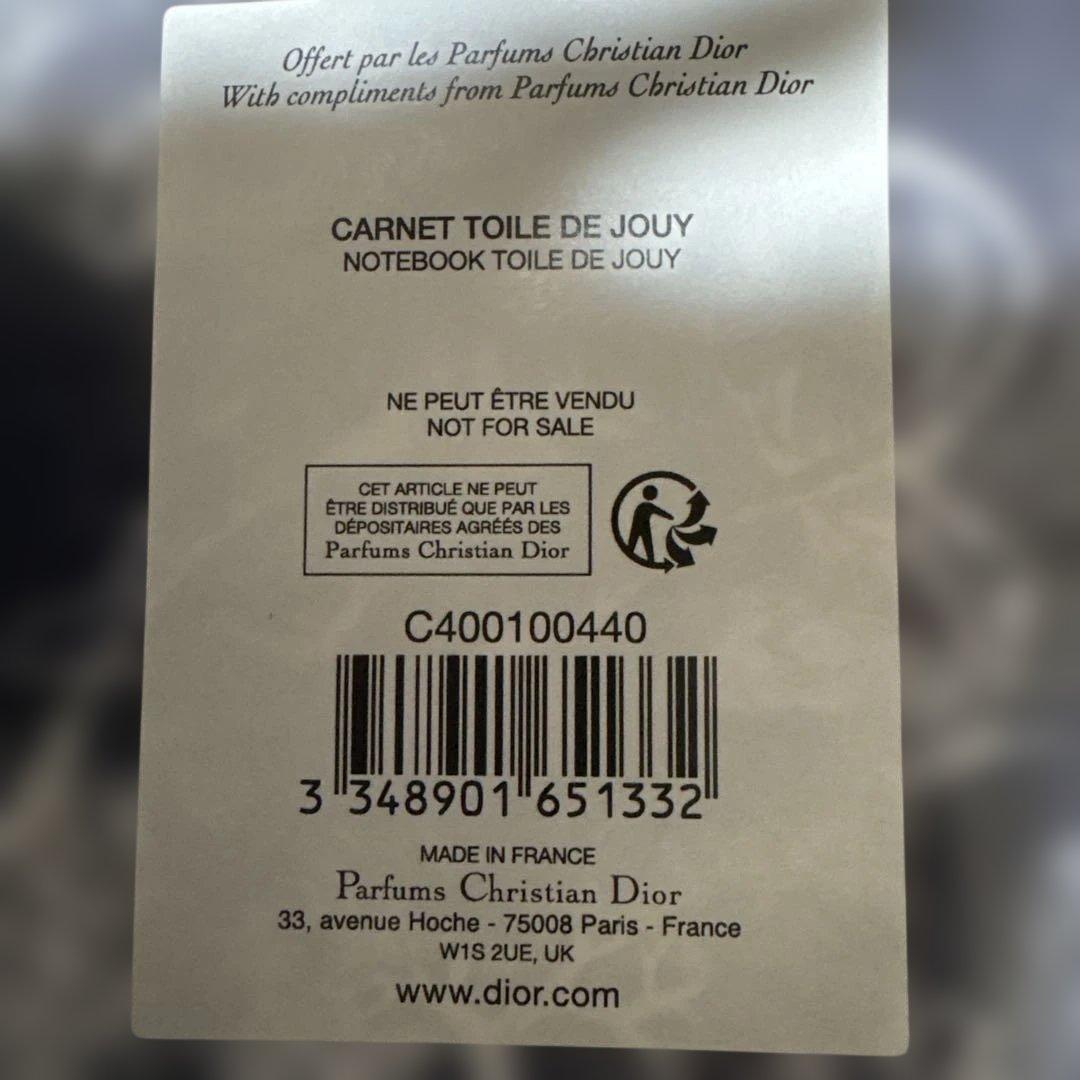 Offert par les Parfums Christian Dior
With compliments from Parfums Christian Dior
CARNET TOILE DE JOUY
NOTEBOOK TOILE DE JOUY
NE PEUT ÊTRE VENDU
NOT FOR SALE
CET ARTICLE NE PEUT
ÊTRE DISTRIBUÉ QUE PAR LES
DÉPOSITAIRES AGRÉÉS DES
Parfums Christian Dior
C400100440
3 348901 651332
MADE IN FRANCE
Parfums Christian Dior
33, avenue Hoche - 75008 Paris - France
W1S 2UE, UK
www.dior.com